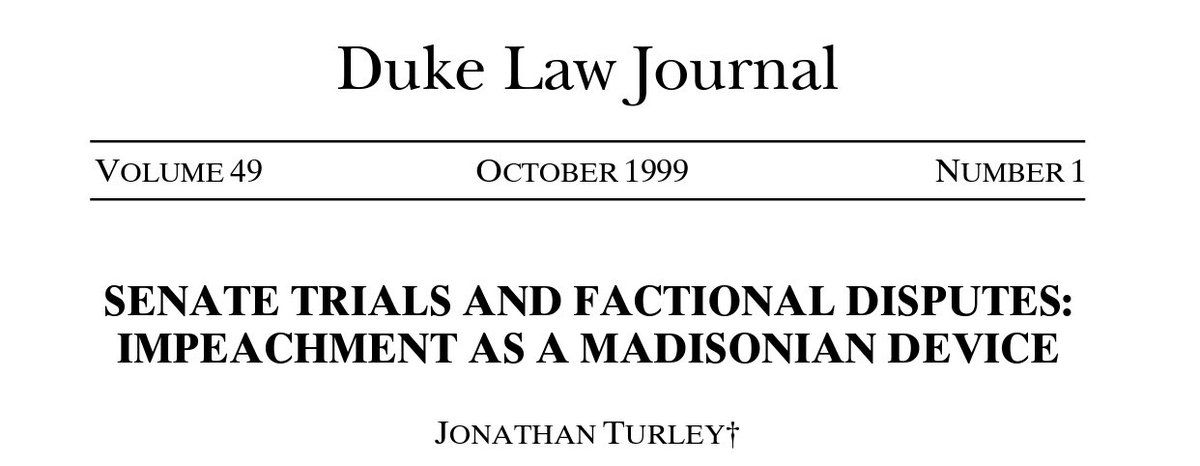 Duke Law Journal
VOLUME 49 OCTOBER 1999 NUMBER 1
SENATE TRIALS AND FACTIONAL DISPUTES:
IMPEACHMENT AS A MADISONIAN DEVICE
JONATHAN TURLEY†